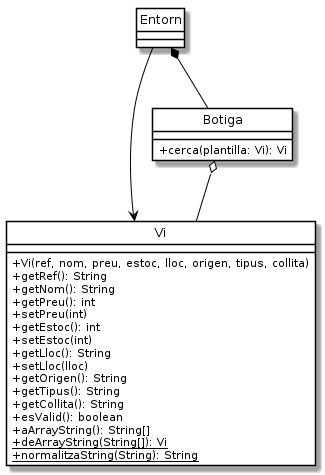 Entorn
Botiga
+cerca(plantilla: Vi): Vi
Vi
+Vi(ref, nom, preu, estoc, lloc, origen, tipus, collita)
+getRef(): String
+getNom(): String
+getPreu(): int
+setPreu(int)
+getEstoc(): int
+setEstoc(int)
+getLloc(): String
+setLloc(lloc)
+getOrigen(): String
+getTipus(): String
+getCollita(): String
+esValid(): boolean
+aArrayString(): String[]
+deArrayString(String[]): Vi
+normalitzaString(String): String